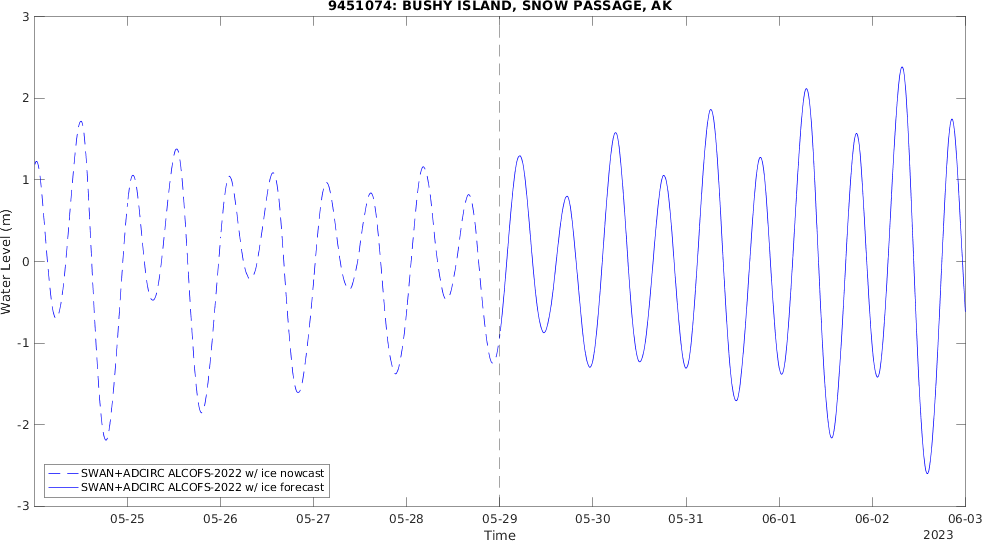 9451074: BUSHY ISLAND, SNOW PASSAGE, AK
3
2
1
0
-1
-2
-3
Water Level (m)
SWAN+ADCIRC ALCOFS-2022 w/ ice nowcast
SWAN+ADCIRC ALCOFS-2022 w/ ice forecast
05-25 05-26 05-27 05-28 05-29 05-30 05-31 06-01 06-02 06-03
Time
2023